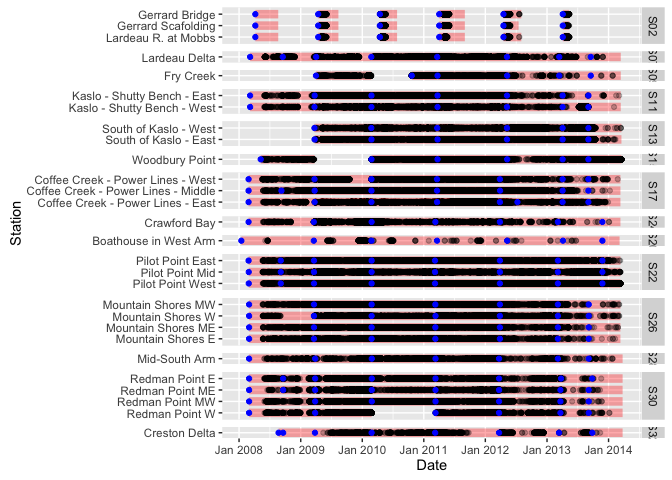 Gerrard Bridge
Gerrard Scafolding
Lardeau R. at Mobbs
S02
Lardeau Delta
Fry Creek
Kaslo - Shutty Bench - East
Kaslo - Shutty Bench - West
S11
South of Kaslo - West
South of Kaslo - East
S13
Woodbury Point
Coffee Creek - Power Lines - West
Coffee Creek - Power Lines - Middle
Coffee Creek - Power Lines - East
S17
Crawford Bay
Boathouse in West Arm
Pilot Point East
Pilot Point Mid
Pilot Point West
S22
Mountain Shores MW
Mountain Shores W
Mountain Shores ME
Mountain Shores E
S26
Mid-South Arm
Redman Point E
Redman Point ME
Redman Point MW
Redman Point W
S30
Creston Delta
Station
Jan 2008 Jan 2009 Jan 2010 Jan 2011 Jan 2012 Jan 2013 Jan 2014
Date